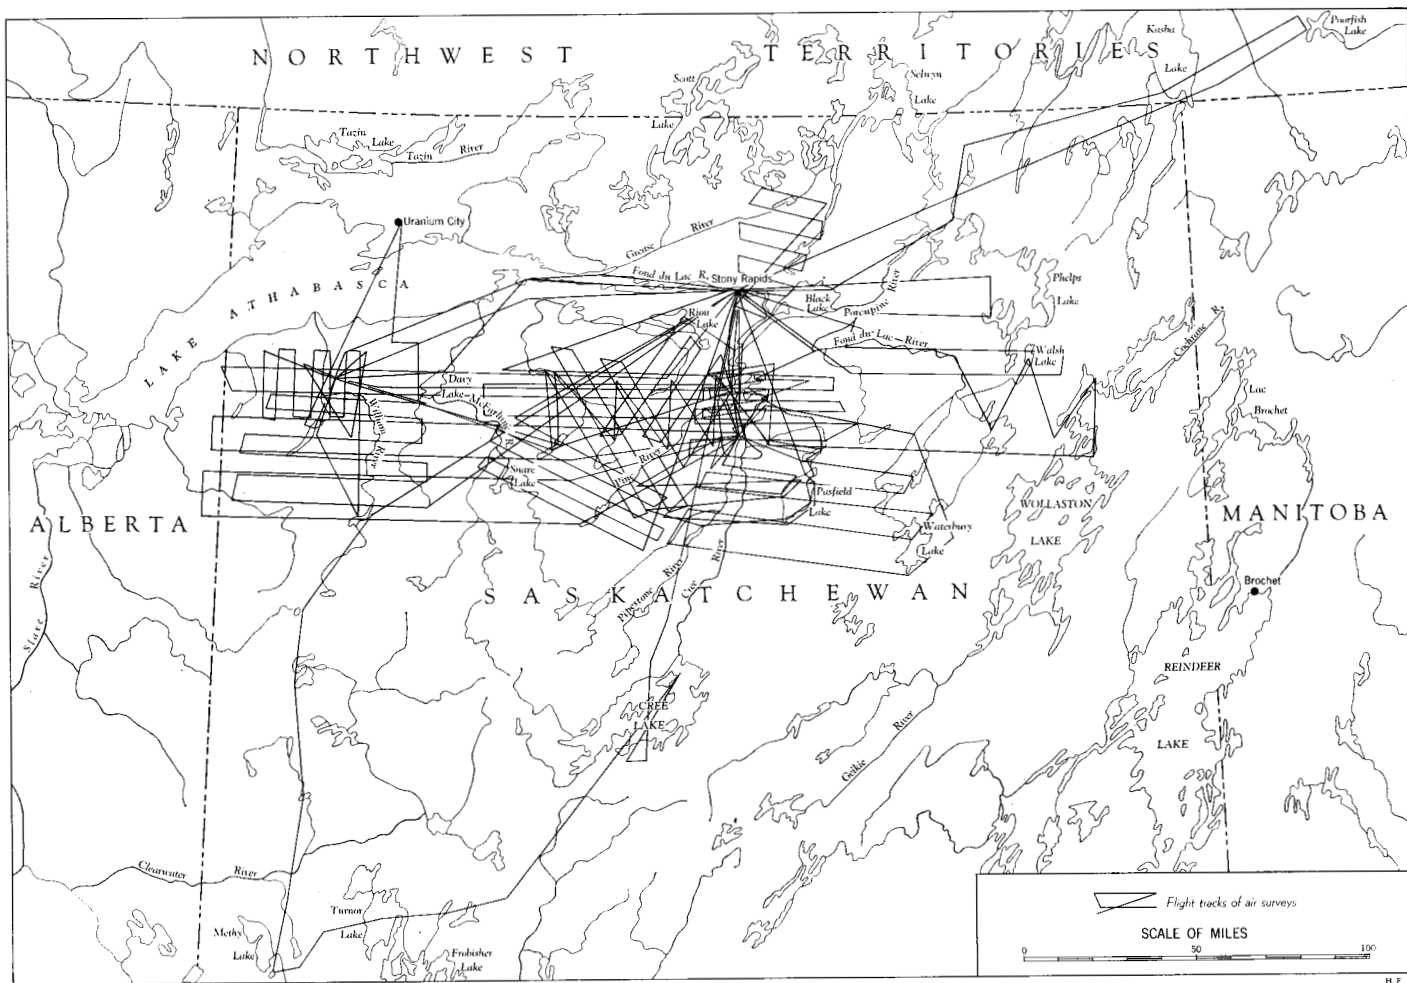 NORTHWEST TERRITORIES
Kasba
Lake
Poorfish
Lake
Scott
Lake
Selwyn
Lake
Tazin
Lake
Tazin River
Uranium City
Grease River
Fond du Lac R.
Stony Rapids
LAKE ATHABASCA
Riou
Lake
Black
Lake
Porcupine River
Phelps
Lake
Fond du Lac River
Walsh
Lake
Cochrane R.
Lac
Brochet
Davy
Lake
McFarlane R.
William River
Snare
Lake
Pine River
Pasfield
Lake
Waterbury
Lake
WOLLASTON
LAKE
ALBERTA
MANITOBA
SASKATCHEWAN
Slave River
Pipestone River
Cree River
Brochet
CREE
LAKE
REINDEER
LAKE
Geikie River
Clearwater River
Methy
Lake
Turnor
Lake
Frobisher
Lake
Flight tracks of air surveys
SCALE OF MILES
0 50 100
H.E.